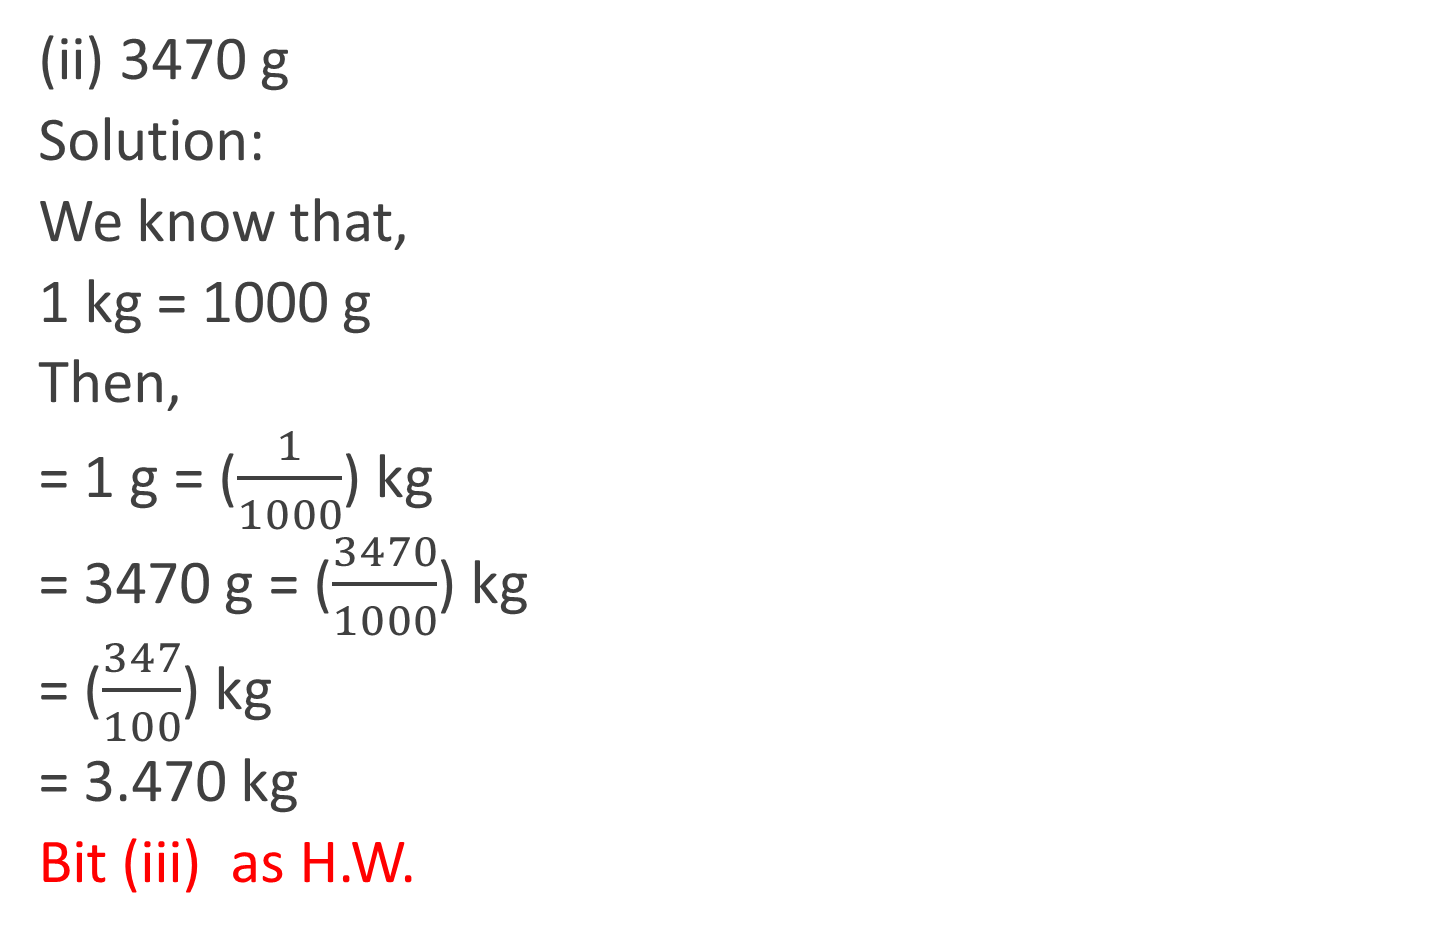 (ii) 3470 g
Solution:
We know that,
1 kg = 1000 g
Then,
= 1 g = (1/1000) kg
= 3470 g = (3470/1000) kg
= (347/100) kg
= 3.470 kg
Bit (iii)  as H.W.